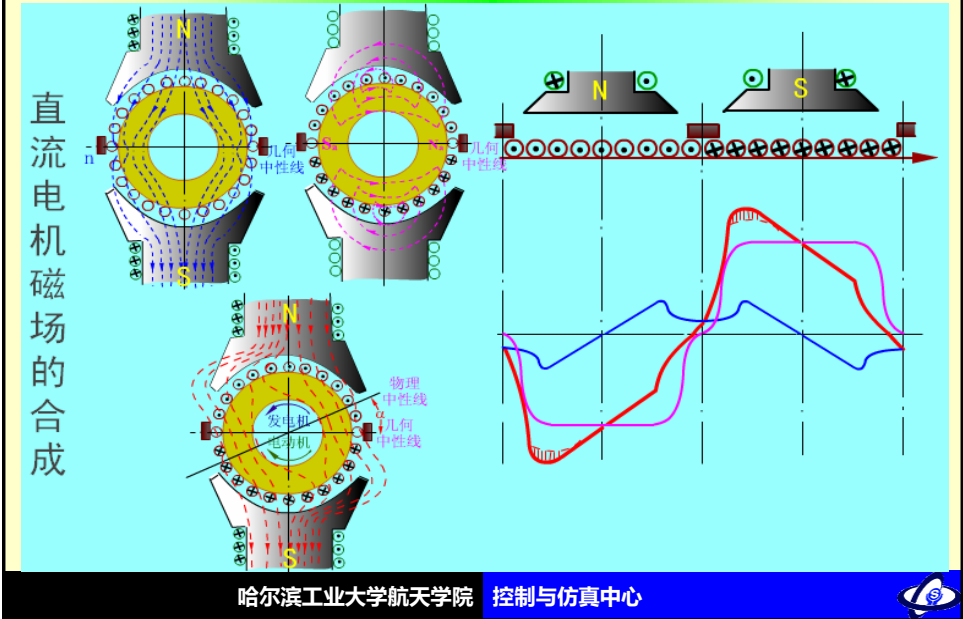 直流电机磁场的合成
N
S
n
几何
中性线
Sa
Na
几何
中性线
N
S
N
S
物理
中性线
α
几何
中性线
发电机
电动机
哈尔滨工业大学航天学院
控制与仿真中心